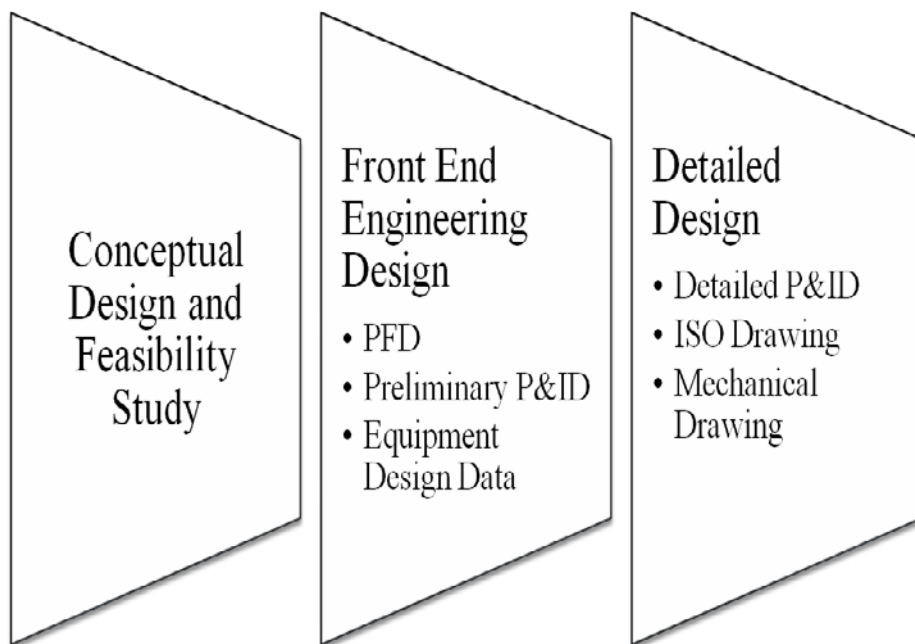 Conceptual
Design and
Feasibility
Study
Front End
Engineering
Design
• PFD
• Preliminary P&ID
• Equipment
Design Data
Detailed
Design
• Detailed P&ID
• ISO Drawing
• Mechanical
Drawing